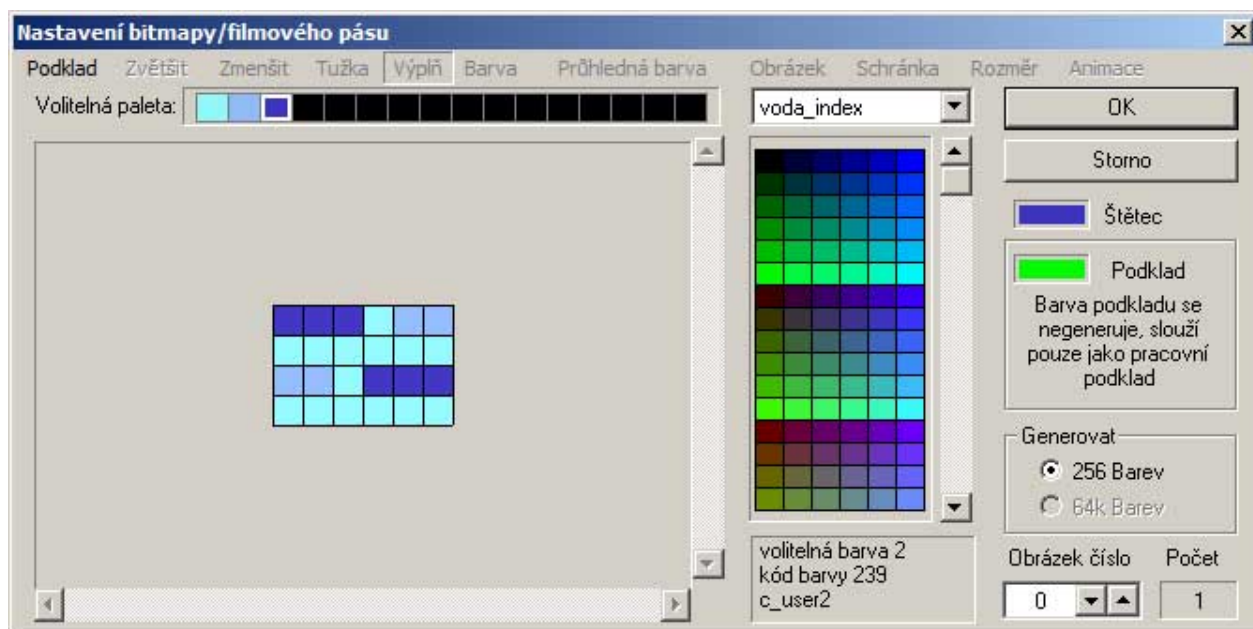 Nastavení bitmapy/filmového pásu
Podklad Zvětšit Zmenšit Tužka Výplň Barva Průhledná barva Obrázek Schránka Rozměr Animace
Volitelná paleta:
voda_index
OK
Storno
Štětec
Podklad
Barva podkladu se
negeneruje, slouží
pouze jako pracovní
podklad
Generovat
256 Barev
64k Barev
volitelná barva 2
kód barvy 239
c_user2
Obrázek číslo Počet
0 1